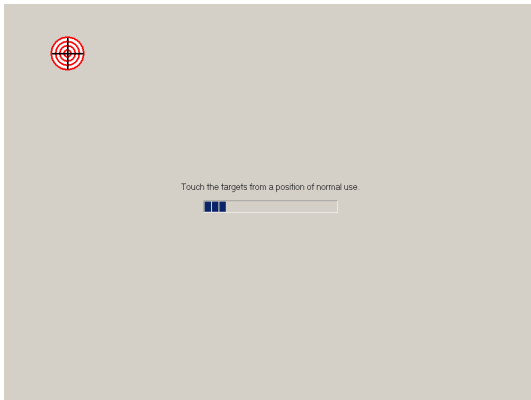 Touch the targets from a position of normal use.